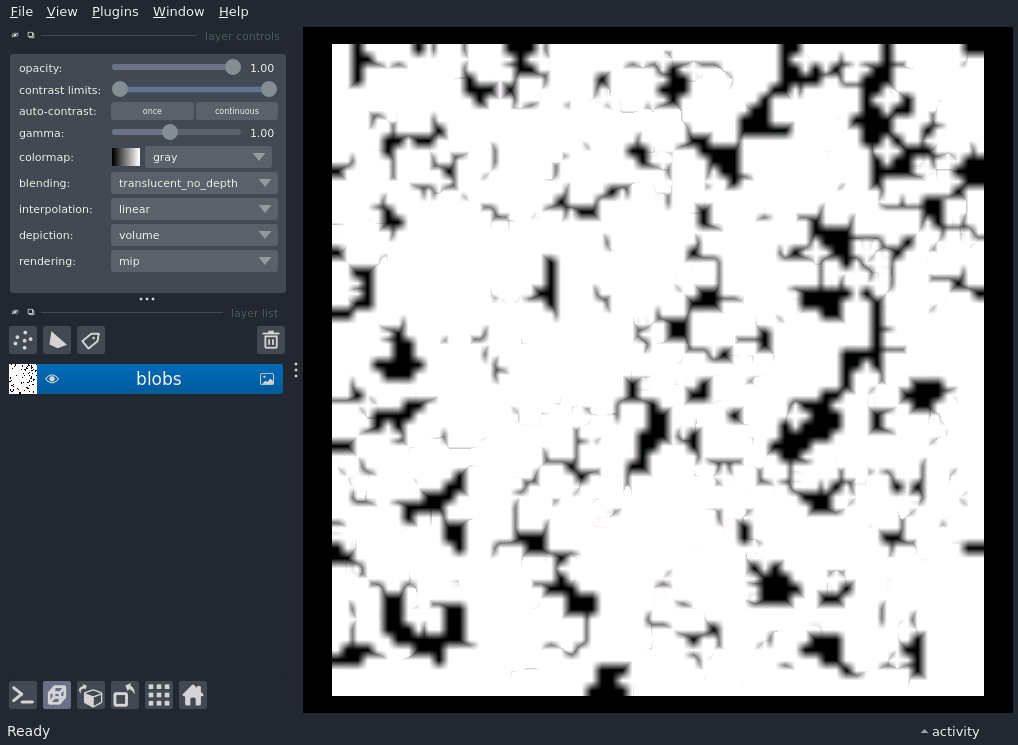 File View Plugins Window Help
layer controls
opacity: 1.00
contrast limits:
auto-contrast: once continuous
gamma: 1.00
colormap: gray
blending: translucent_no_depth
interpolation: linear
depiction: volume
rendering: mip
layer list
blobs
Ready activity